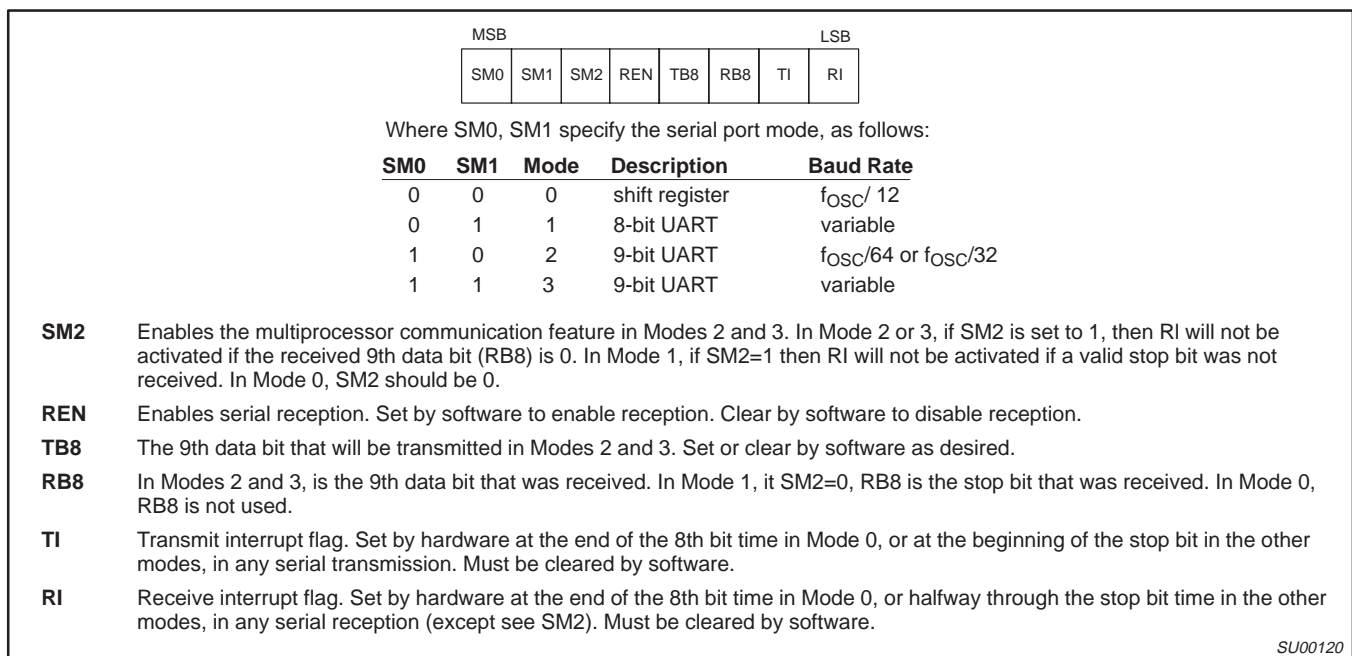 MSB LSB
SM0 SM1 SM2 REN TB8 RB8 TI RI
Where SM0, SM1 specify the serial port mode, as follows:
SM0 SM1 Mode Description Baud Rate
0 0 0 shift register fOSC/ 12
0 1 1 8-bit UART variable
1 0 2 9-bit UART fOSC/64 or fOSC/32
1 1 3 9-bit UART variable
SM2 Enables the multiprocessor communication feature in Modes 2 and 3. In Mode 2 or 3, if SM2 is set to 1, then Rl will not be
activated if the received 9th data bit (RB8) is 0. In Mode 1, if SM2=1 then RI will not be activated if a valid stop bit was not
received. In Mode 0, SM2 should be 0.
REN Enables serial reception. Set by software to enable reception. Clear by software to disable reception.
TB8 The 9th data bit that will be transmitted in Modes 2 and 3. Set or clear by software as desired.
RB8 In Modes 2 and 3, is the 9th data bit that was received. In Mode 1, it SM2=0, RB8 is the stop bit that was received. In Mode 0,
RB8 is not used.
TI Transmit interrupt flag. Set by hardware at the end of the 8th bit time in Mode 0, or at the beginning of the stop bit in the other
modes, in any serial transmission. Must be cleared by software.
RI Receive interrupt flag. Set by hardware at the end of the 8th bit time in Mode 0, or halfway through the stop bit time in the other
modes, in any serial reception (except see SM2). Must be cleared by software.
SU00120